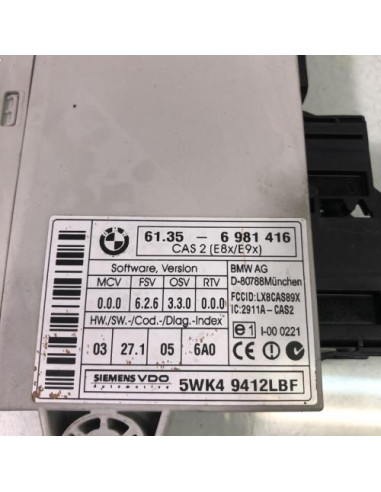 BMW
61.35 - 6 981 416
CAS 2 (E8x/E9x)
Software, Version
MCV FSV OSV RTV
0.0.0 6.2.6 3.3.0 0.0.0
HW./SW.-/Cod.-/Diag.-Index
03 27.1 05 6A0
BMW AG
D-80788München
FCCID:LX8CAS89X
IC:2911A-CAS2
e1 I-00 0221
SIEMENS VDO
Automotive
5WK4 9412LBF